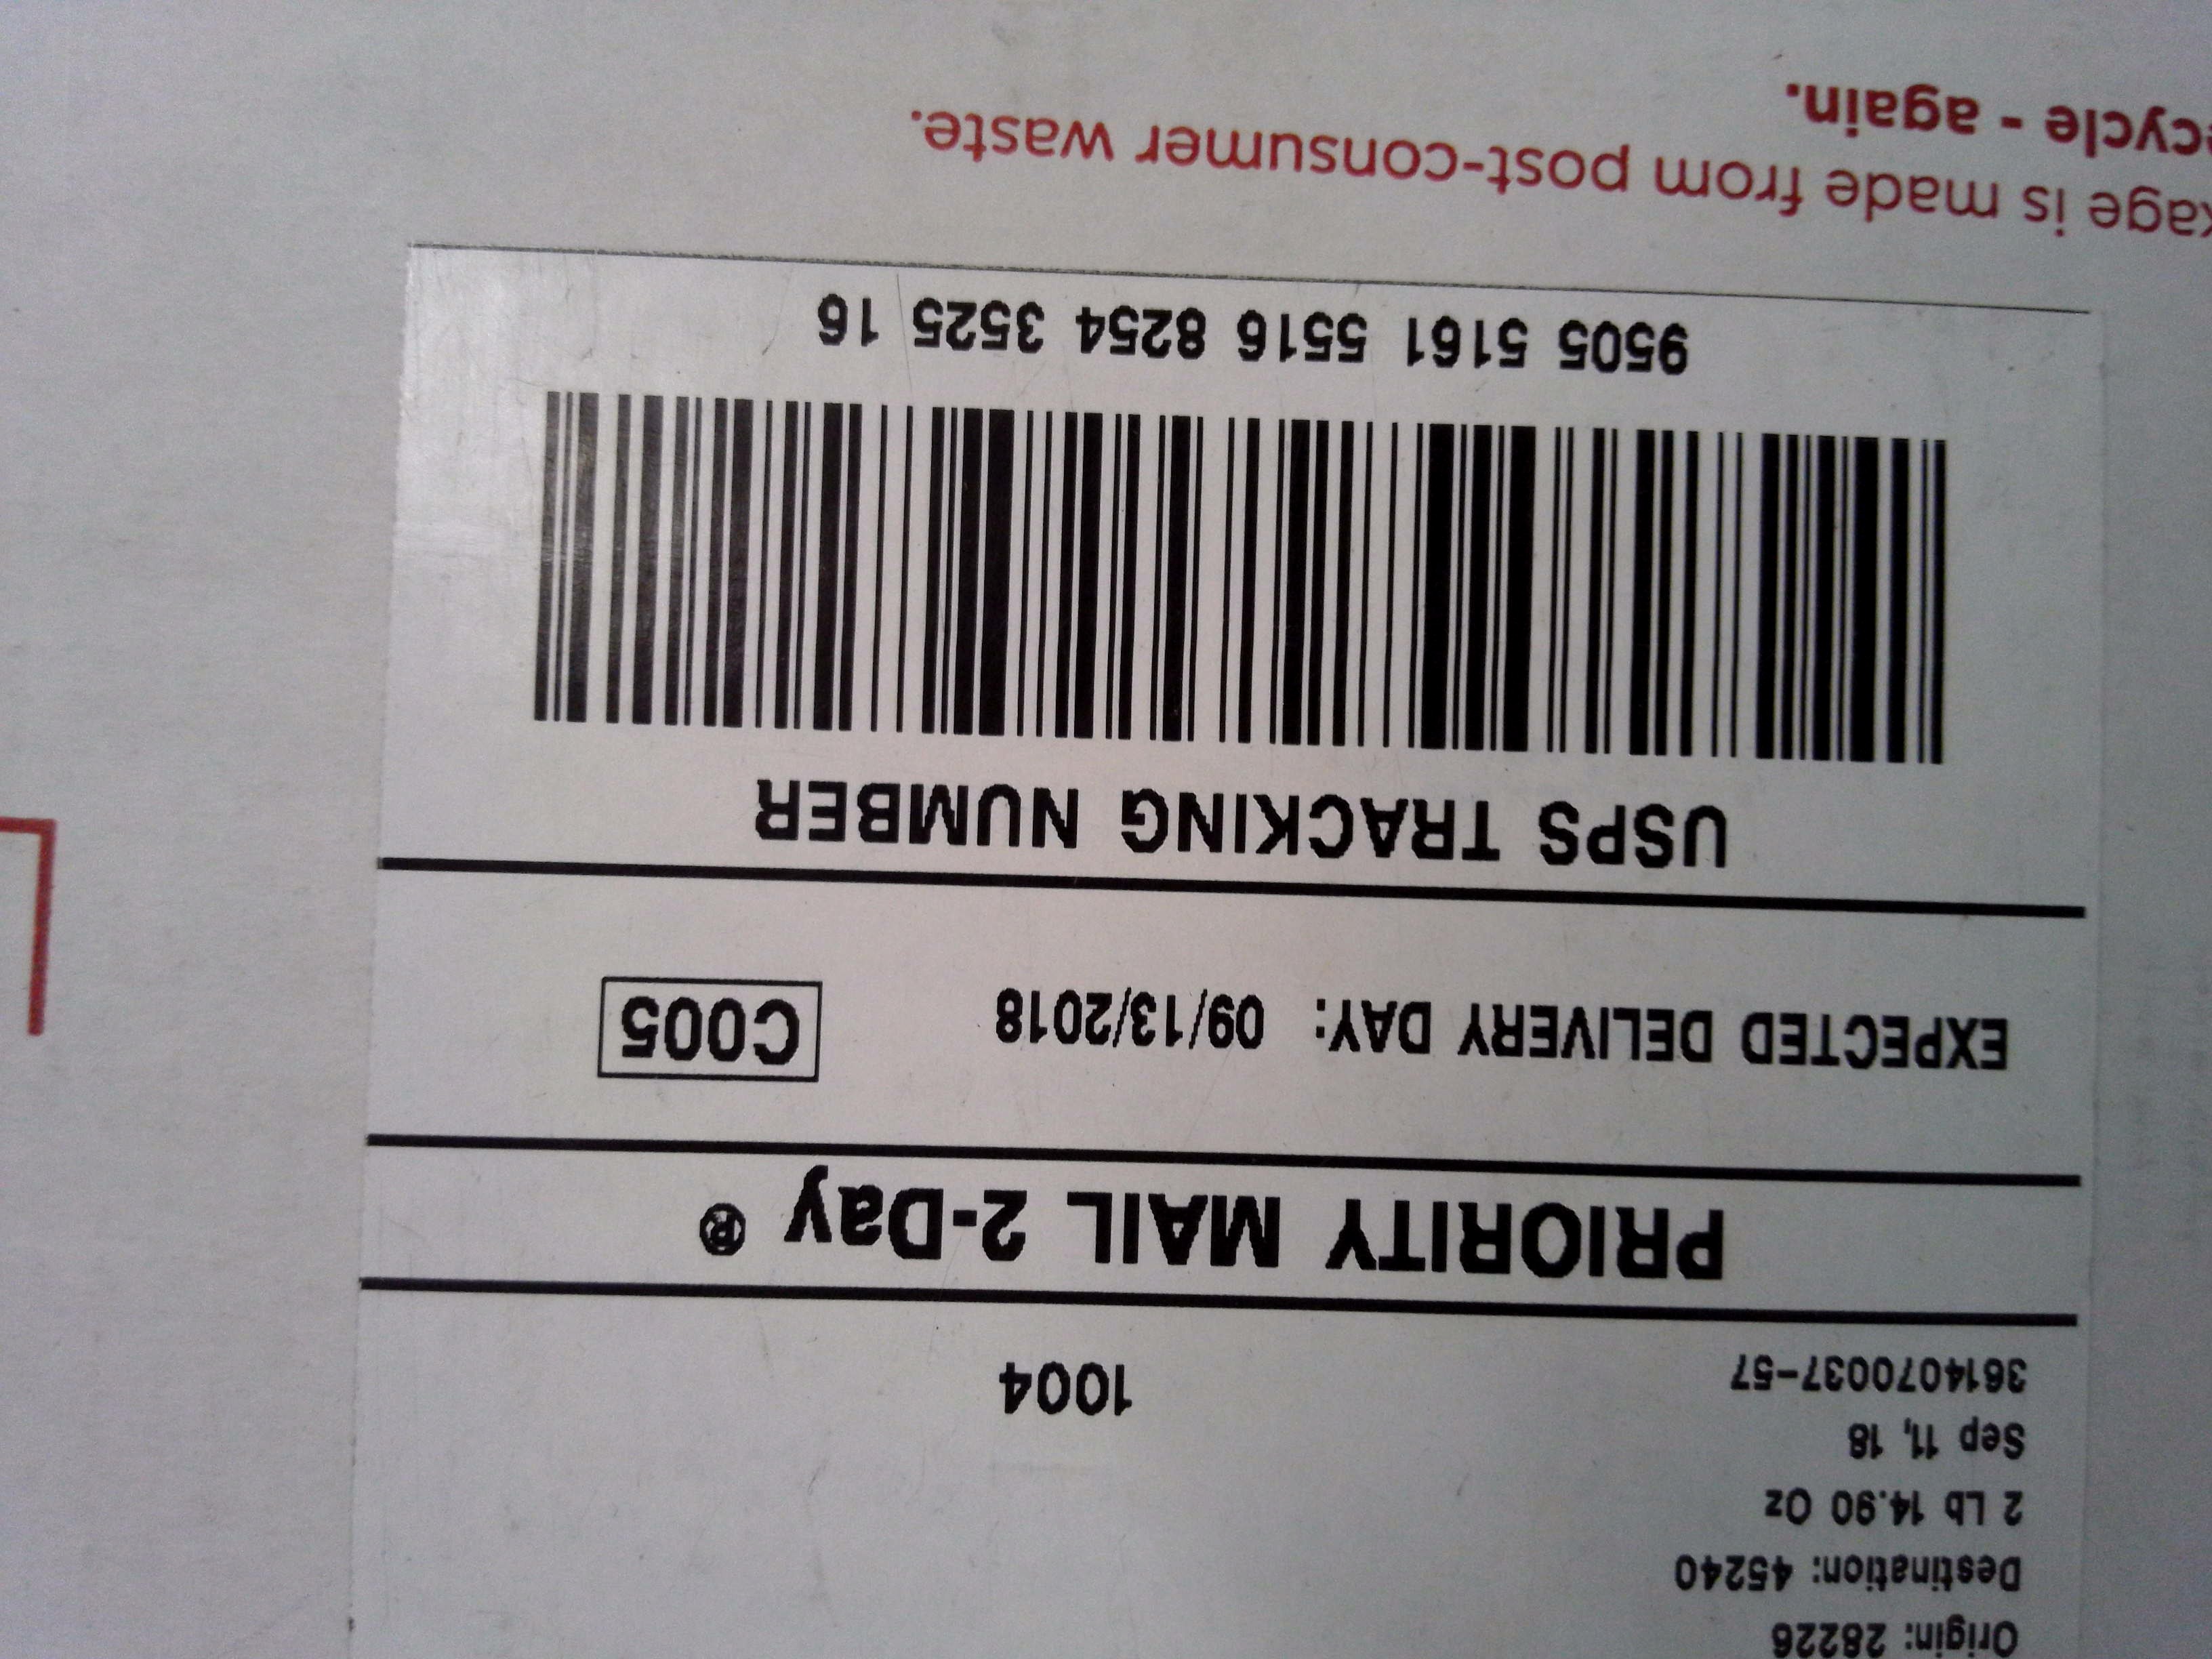 Origin: 28226
Destination: 45240
2 Lb 14.90 Oz
Sep 11, 18
3614070037-57
1004
PRIORITY MAIL 2-Day ®
EXPECTED DELIVERY DAY: 09/13/2018
C005
USPS TRACKING NUMBER
9505 5161 5516 8254 3525 16
is made from post-consumer waste.
- again.